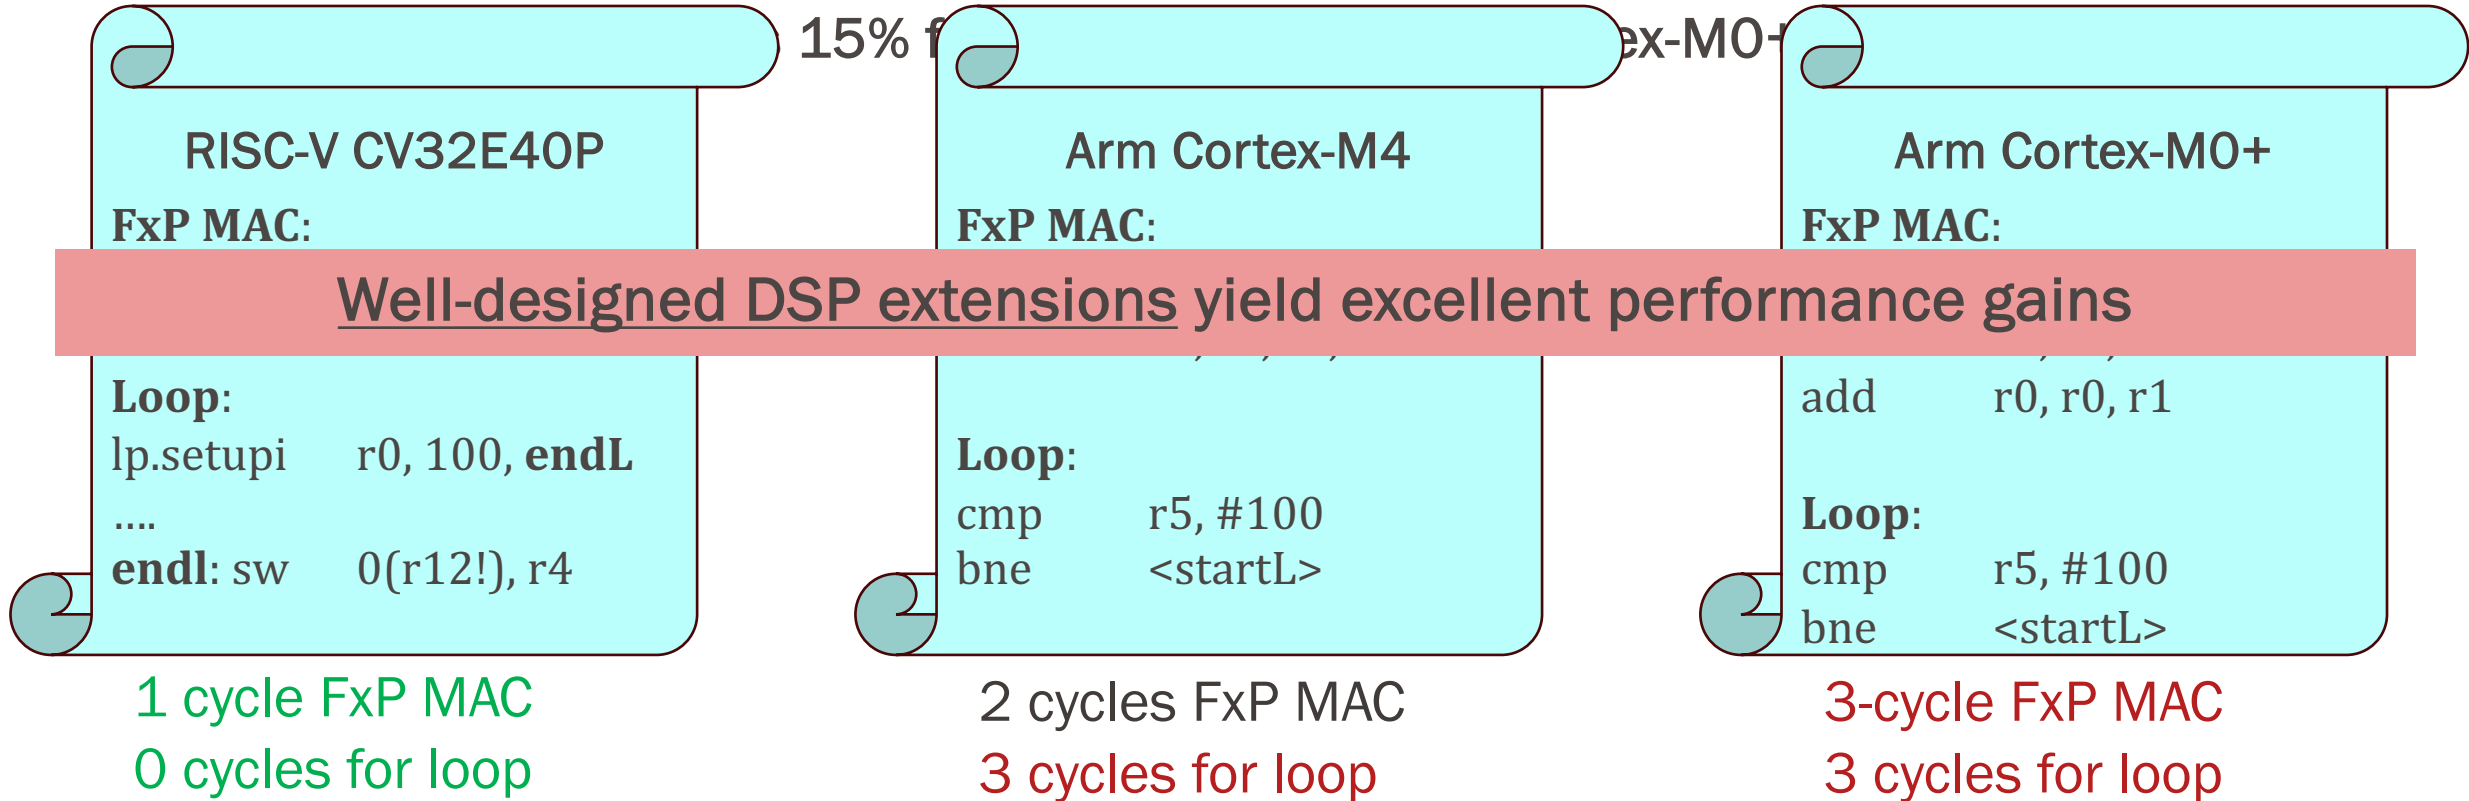 15%
RISC-V CV32E40P
FxP MAC:
Loop:
lp.setupi r0, 100, endL
....
endl: sw 0(r12!), r4
1 cycle FxP MAC
0 cycles for loop
Arm Cortex-M4
FxP MAC:
Loop:
cmp r5, #100
bne <startL>
2 cycles FxP MAC
3 cycles for loop
Arm Cortex-M0+
FxP MAC:
add r0, r0, r1
Loop:
cmp r5, #100
bne <startL>
3-cycle FxP MAC
3 cycles for loop
Well-designed DSP extensions yield excellent performance gains